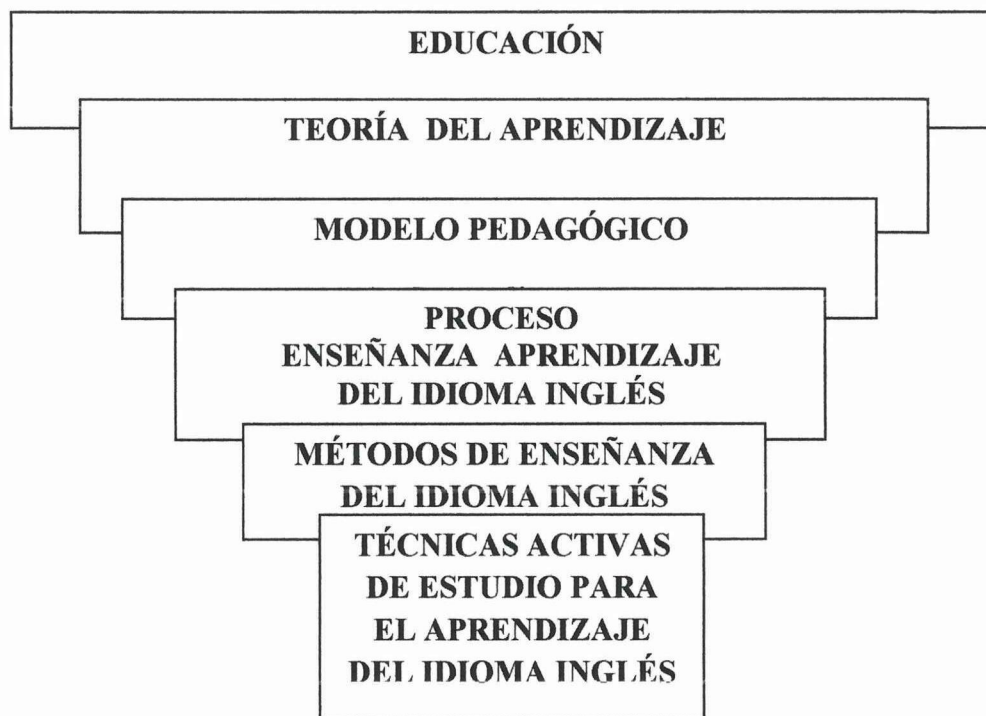 EDUCACIÓN
TEORÍA DEL APRENDIZAJE
MODELO PEDAGÓGICO
PROCESO
ENSEÑANZA APRENDIZAJE
DEL IDIOMA INGLÉS
MÉTODOS DE ENSEÑANZA
DEL IDIOMA INGLÉS
TÉCNICAS ACTIVAS
DE ESTUDIO PARA
EL APRENDIZAJE
DEL IDIOMA INGLÉS